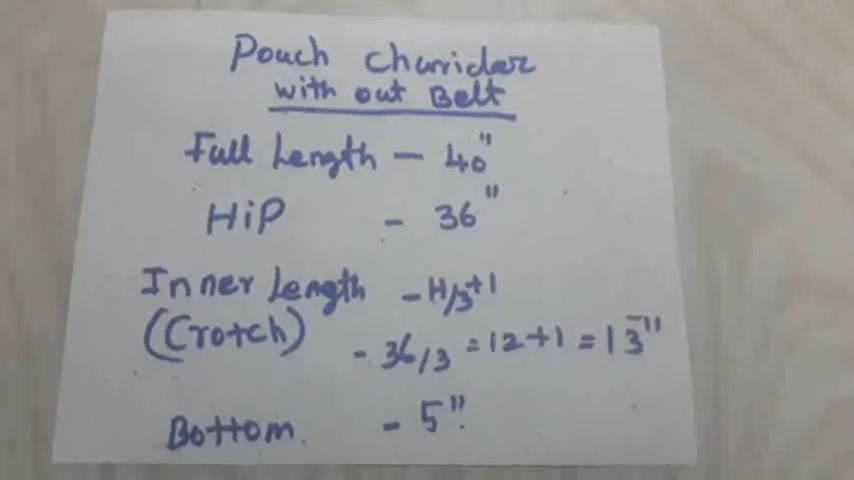 Pouch Churridar
with out Belt
Full Length - 40"
HiP - 36"
Inner Length - H/3+1
(Crotch) - 36/3 = 12+1 = 13"
Bottom. - 5".